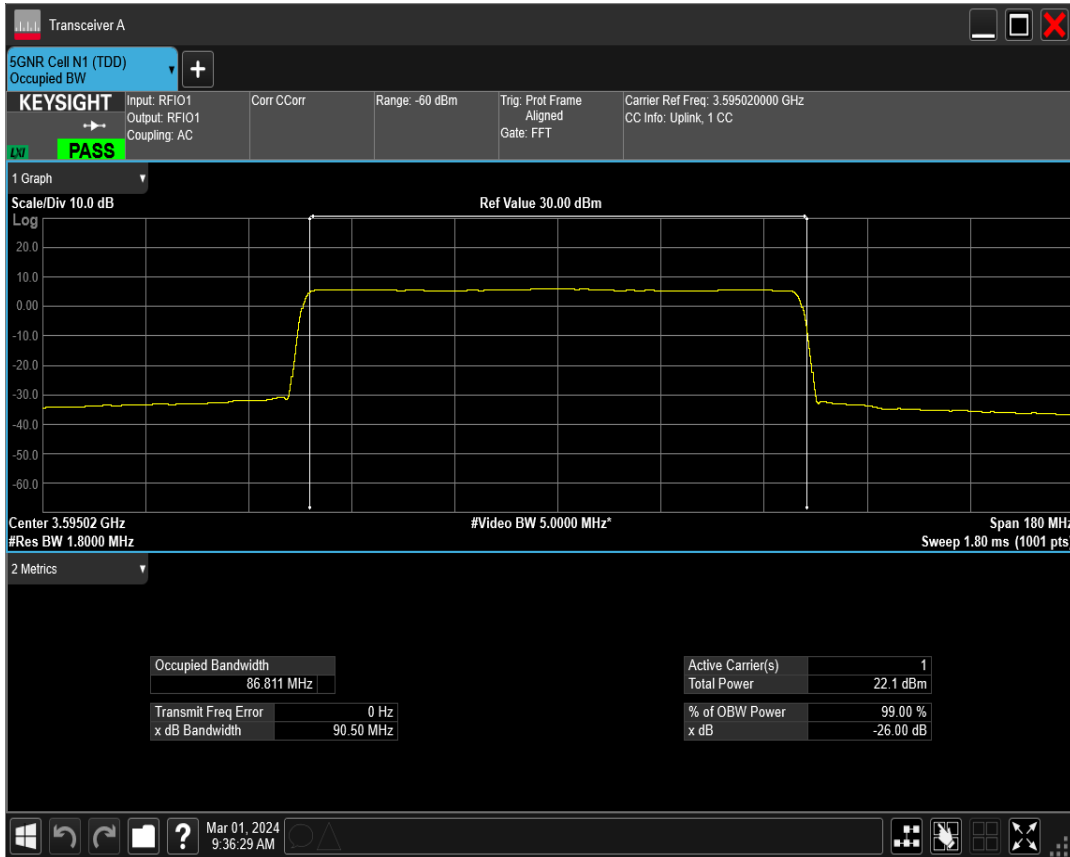 Transceiver A
5GNR Cell N1 (TDD)
Occupied BW
+
KEYSIGHT
LXI
PASS
Input: RFIO1
Output: RFIO1
Coupling: AC
Corr CCorr
Range: -60 dBm
Trig: Prot Frame
Aligned
Gate: FFT
Carrier Ref Freq: 3.595020000 GHz
CC Info: Uplink, 1 CC
1 Graph
Scale/Div 10.0 dB
Ref Value 30.00 dBm
Log
20.0
10.0
0.00
-10.0
-20.0
-30.0
-40.0
-50.0
-60.0
Center 3.59502 GHz
#Video BW 5.0000 MHz*
Span 180 MHz
#Res BW 1.8000 MHz
Sweep 1.80 ms (1001 pts)
2 Metrics
Occupied Bandwidth
86.811 MHz
Transmit Freq Error 0 Hz
x dB Bandwidth 90.50 MHz
Active Carrier(s) 1
Total Power 22.1 dBm
% of OBW Power 99.00 %
x dB -26.00 dB
?
Mar 01, 2024
9:36:29 AM